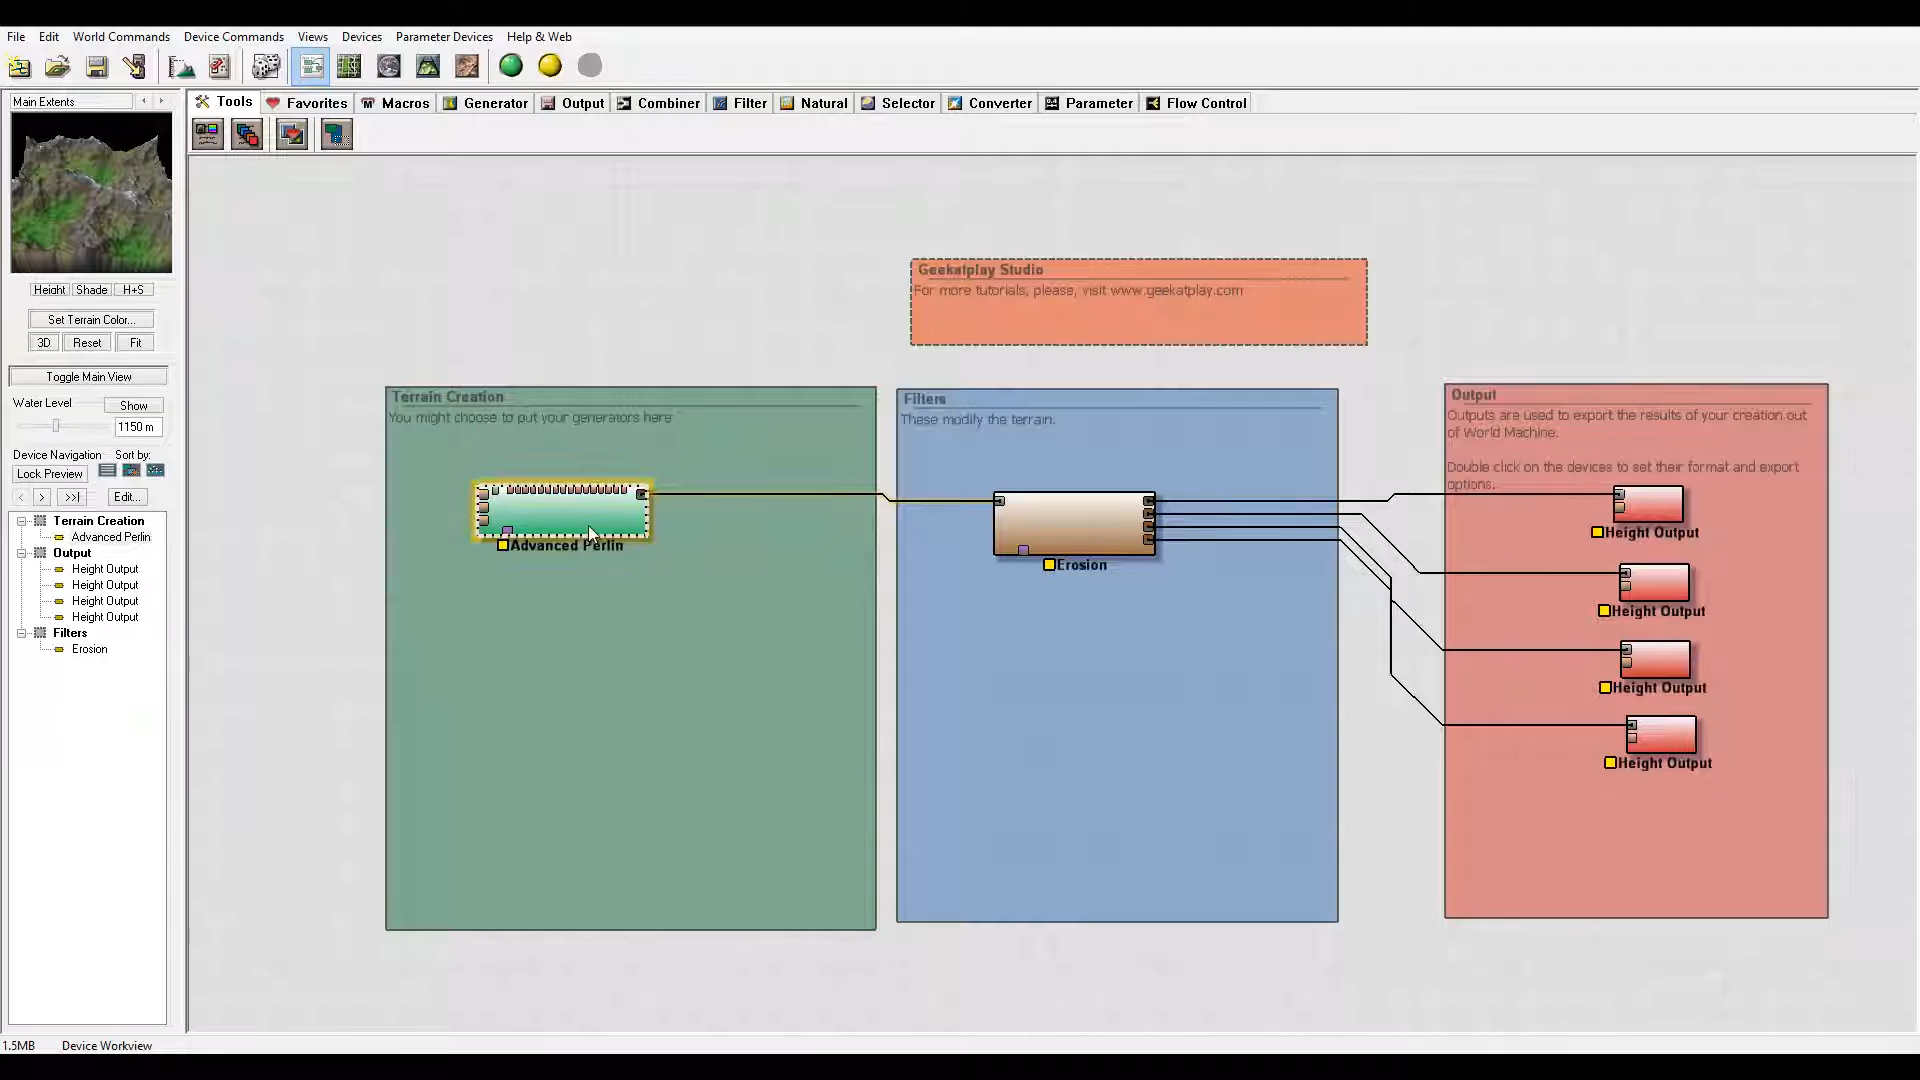 File Edit World Commands Device Commands Views Devices Parameter Devices Help & Web
Main Extents
Tools Favorites Macros Generator Output Combiner Filter Natural Selector Converter Parameter Flow Control
Height Shade H+S
Set Terrain Color...
3D Reset Fit
Toggle Main View
Water Level Show
1150 m
Device Navigation Sort by:
Lock Preview
< > >>| Edit...
Terrain Creation
Advanced Perlin
Output
Height Output
Height Output
Height Output
Height Output
Filters
Erosion
Geekatplay Studio
For more tutorials, please, visit www.geekatplay.com
Terrain Creation
You might choose to put your generators here
Advanced Perlin
Filters
These modify the terrain.
Erosion
Output
Outputs are used to export the results of your creation out
of World Machine.
Double click on the devices to set their format and export
options.
Height Output
Height Output
Height Output
Height Output
1.5MB Device Workview